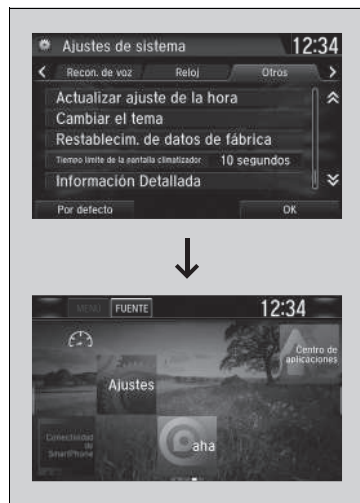 Ajustes de sistema 12:34
Recon. de voz Reloj Otros
Actualizar ajuste de la hora
Cambiar el tema
Restablecim. de datos de fábrica
Tiempo límite de la pantalla climatizador 10 segundos
Información Detallada
Por defecto OK
MENÚ FUENTE 12:34
Centro de
aplicaciones
Ajustes
Conectividad
de
SmartPhone
aha